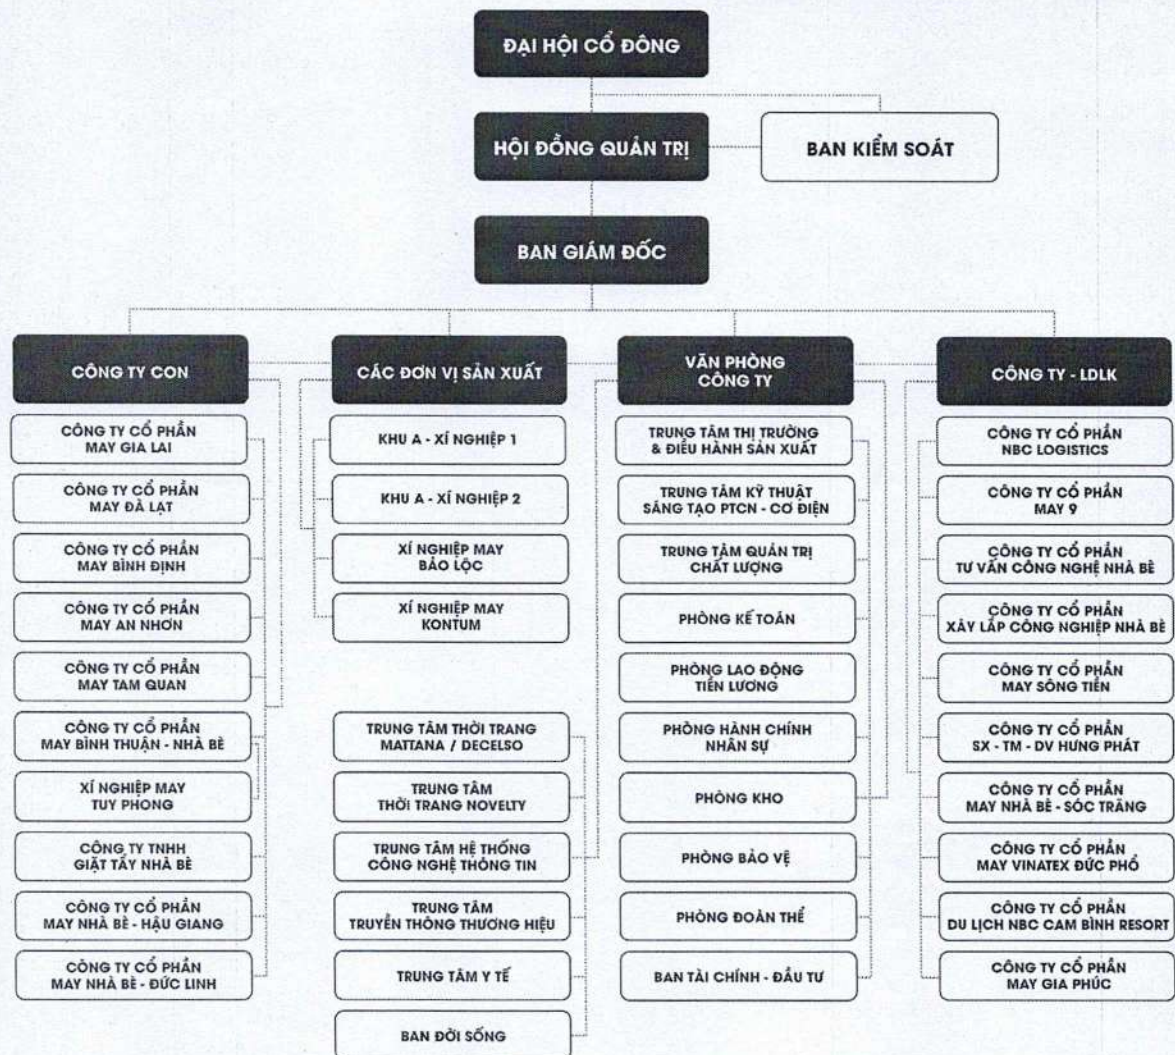 ĐẠI HỘI CỔ ĐÔNG
HỘI ĐỒNG QUẢN TRỊ
BAN KIỂM SOÁT
BAN GIÁM ĐỐC
CÔNG TY CON
CÔNG TY CỔ PHẦN
MAY GIA LAI
CÔNG TY CỔ PHẦN
MAY ĐÀ LẠT
CÔNG TY CỔ PHẦN
MAY BÌNH ĐỊNH
CÔNG TY CỔ PHẦN
MAY AN NHƠN
CÔNG TY CỔ PHẦN
MAY TAM QUAN
CÔNG TY CỔ PHẦN
MAY BÌNH THUẬN - NHÀ BÈ
XÍ NGHIỆP MAY
TUY PHONG
CÔNG TY TNHH
GIẶT TẨY NHÀ BÈ
CÔNG TY CỔ PHẦN
MAY NHÀ BÈ - HẬU GIANG
CÔNG TY CỔ PHẦN
MAY NHÀ BÈ - ĐỨC LINH
CÁC ĐƠN VỊ SẢN XUẤT
KHU A - XÍ NGHIỆP 1
KHU A - XÍ NGHIỆP 2
XÍ NGHIỆP MAY
BẢO LỘC
XÍ NGHIỆP MAY
KONTUM
TRUNG TÂM THỜI TRANG
MATTANA / DECELSO
TRUNG TÂM
THỜI TRANG NOVELTY
TRUNG TÂM HỆ THỐNG
CÔNG NGHỆ THÔNG TIN
TRUNG TÂM
TRUYỀN THÔNG THƯƠNG HIỆU
TRUNG TÂM Y TẾ
BAN ĐỜI SỐNG
VĂN PHÒNG
CÔNG TY
TRUNG TÂM THỊ TRƯỜNG
& ĐIỀU HÀNH SẢN XUẤT
TRUNG TÂM KỸ THUẬT
SÁNG TẠO PTCN - CƠ ĐIỆN
TRUNG TÂM QUẢN TRỊ
CHẤT LƯỢNG
PHÒNG KẾ TOÁN
PHÒNG LAO ĐỘNG
TIỀN LƯƠNG
PHÒNG HÀNH CHÍNH
NHÂN SỰ
PHÒNG KHO
PHÒNG BẢO VỆ
PHÒNG ĐOÀN THỂ
BAN TÀI CHÍNH - ĐẦU TƯ
CÔNG TY - LDLK
CÔNG TY CỔ PHẦN
NBC LOGISTICS
CÔNG TY CỔ PHẦN
MAY 9
CÔNG TY CỔ PHẦN
TƯ VẤN CÔNG NGHỆ NHÀ BÈ
CÔNG TY CỔ PHẦN
XÂY LẮP CÔNG NGHIỆP NHÀ BÈ
CÔNG TY CỔ PHẦN
MAY SÔNG TIỀN
CÔNG TY CỔ PHẦN
SX - TM - DV HƯNG PHÁT
CÔNG TY CỔ PHẦN
MAY NHÀ BÈ - SÓC TRĂNG
CÔNG TY CỔ PHẦN
MAY VINATEX ĐỨC PHỔ
CÔNG TY CỔ PHẦN
DU LỊCH NBC CAM BÌNH RESORT
CÔNG TY CỔ PHẦN
MAY GIA PHÚC